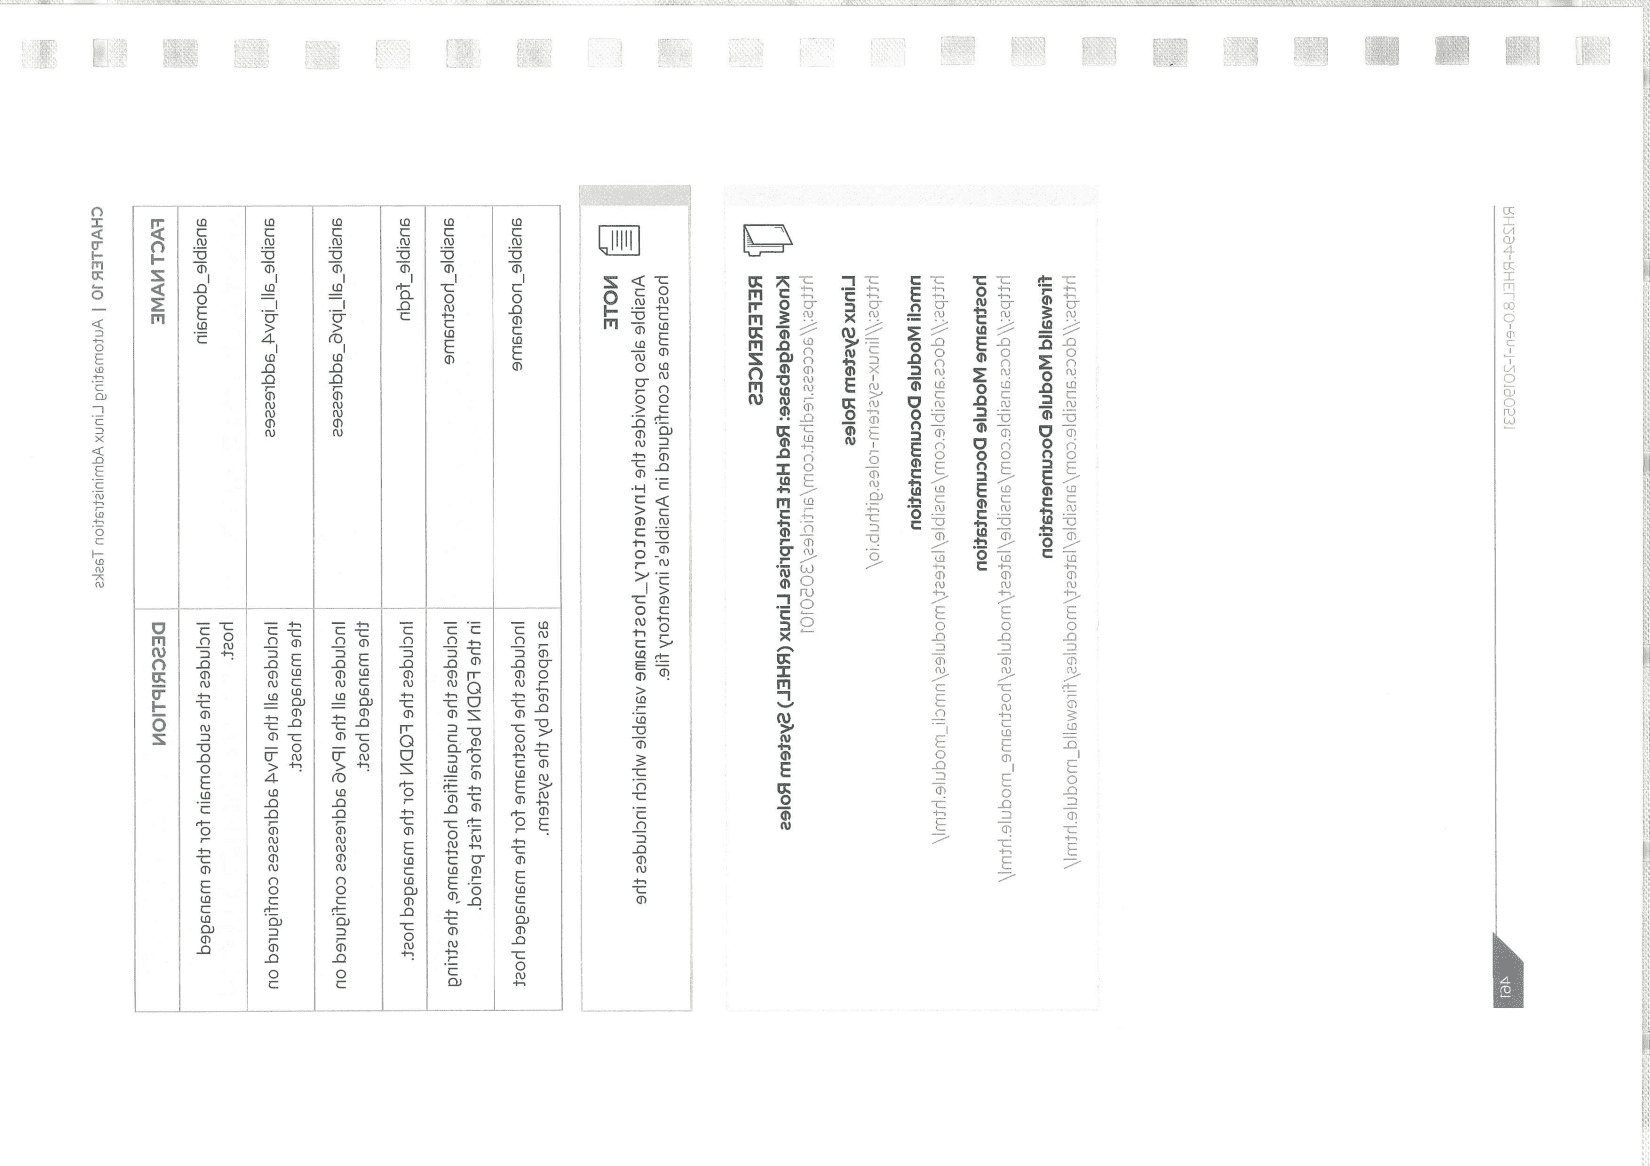 CHAPTER 10 | Automating Linux Administration Tasks
FACT NAME
DESCRIPTION
ansible_domain
Includes the subdomain for the managed
host.
ansible_all_ipv4_addresses
Includes all the IPv4 addresses configured on
the managed host.
ansible_all_ipv6_addresses
Includes all the IPv6 addresses configured on
the managed host.
ansible_fqdn
Includes the FQDN for the managed host.
ansible_hostname
Includes the unqualified hostname, the string
in the FQDN before the first period.
ansible_nodename
Includes the hostname for the managed host
as reported by the system.
NOTE
Ansible also provides the inventory_hostname variable which includes the
hostname as configured in Ansible's inventory file.
REFERENCES
Knowledgebase: Red Hat Enterprise Linux (RHEL) System Roles
https://access.redhat.com/articles/3050101
Linux System Roles
https://linux-system-roles.github.io/
nmcli Module Documentation
https://docs.ansible.com/ansible/latest/modules/nmcli_module.html/
hostname Module Documentation
https://docs.ansible.com/ansible/latest/modules/hostname_module.html/
firewalld Module Documentation
https://docs.ansible.com/ansible/latest/modules/firewalld_module.html/
RH294-RHEL8.0-en-1-20190531
461